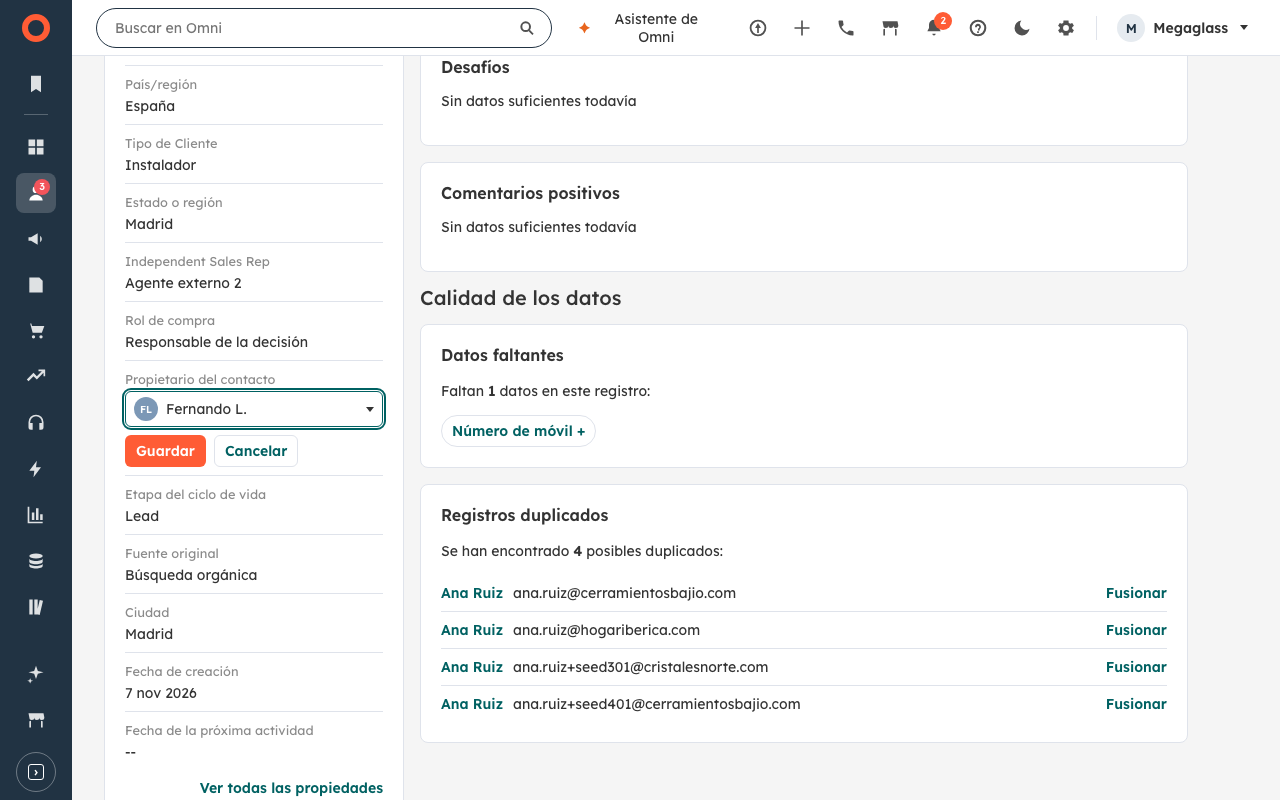 Buscar en Omni
Asistente de
Omni
2
M
Megaglass
3
País/región
España
Tipo de Cliente
Instalador
Estado o región
Madrid
Independent Sales Rep
Agente externo 2
Rol de compra
Responsable de la decisión
Propietario del contacto
FL
Fernando L.
Guardar
Cancelar
Etapa del ciclo de vida
Lead
Fuente original
Búsqueda orgánica
Ciudad
Madrid
Fecha de creación
7 nov 2026
Fecha de la próxima actividad
--
Ver todas las propiedades
Desafíos
Sin datos suficientes todavía
Comentarios positivos
Sin datos suficientes todavía
Calidad de los datos
Datos faltantes
Faltan 1 datos en este registro:
Número de móvil +
Registros duplicados
Se han encontrado 4 posibles duplicados:
Ana Ruiz ana.ruiz@cerramientosbajio.com Fusionar
Ana Ruiz ana.ruiz@hogariberica.com Fusionar
Ana Ruiz ana.ruiz+seed301@cristalesnorte.com Fusionar
Ana Ruiz ana.ruiz+seed401@cerramientosbajio.com Fusionar